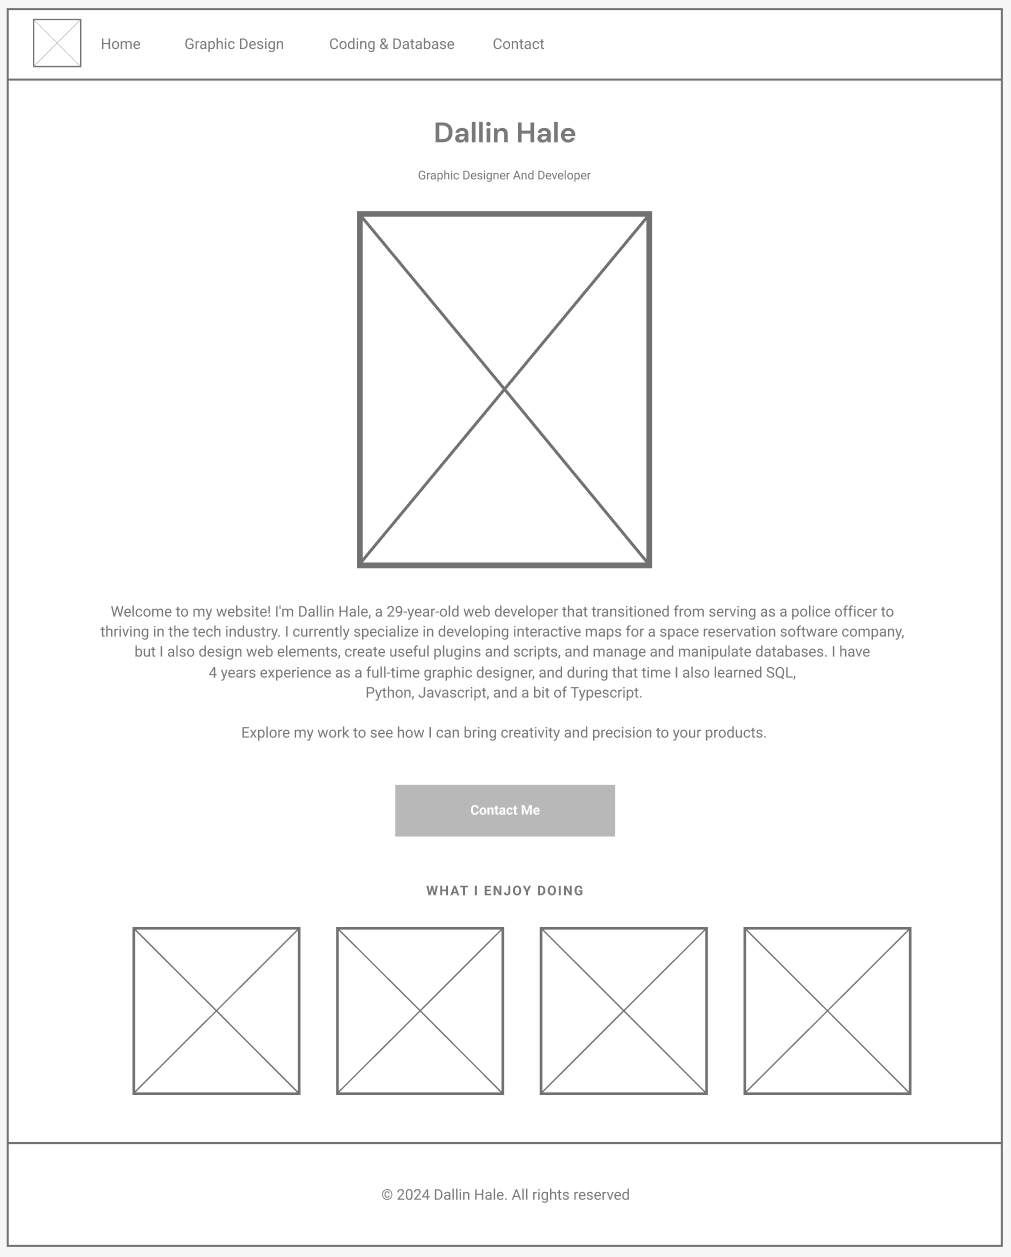 Home Graphic Design Coding & Database Contact
Dallin Hale
Graphic Designer And Developer
Welcome to my website! I'm Dallin Hale, a 29-year-old web developer that transitioned from serving as a police officer to
thriving in the tech industry. I currently specialize in developing interactive maps for a space reservation software company,
but I also design web elements, create useful plugins and scripts, and manage and manipulate databases. I have
4 years experience as a full-time graphic designer, and during that time I also learned SQL,
Python, Javascript, and a bit of Typescript.
Explore my work to see how I can bring creativity and precision to your products.
Contact Me
WHAT I ENJOY DOING
© 2024 Dallin Hale. All rights reserved